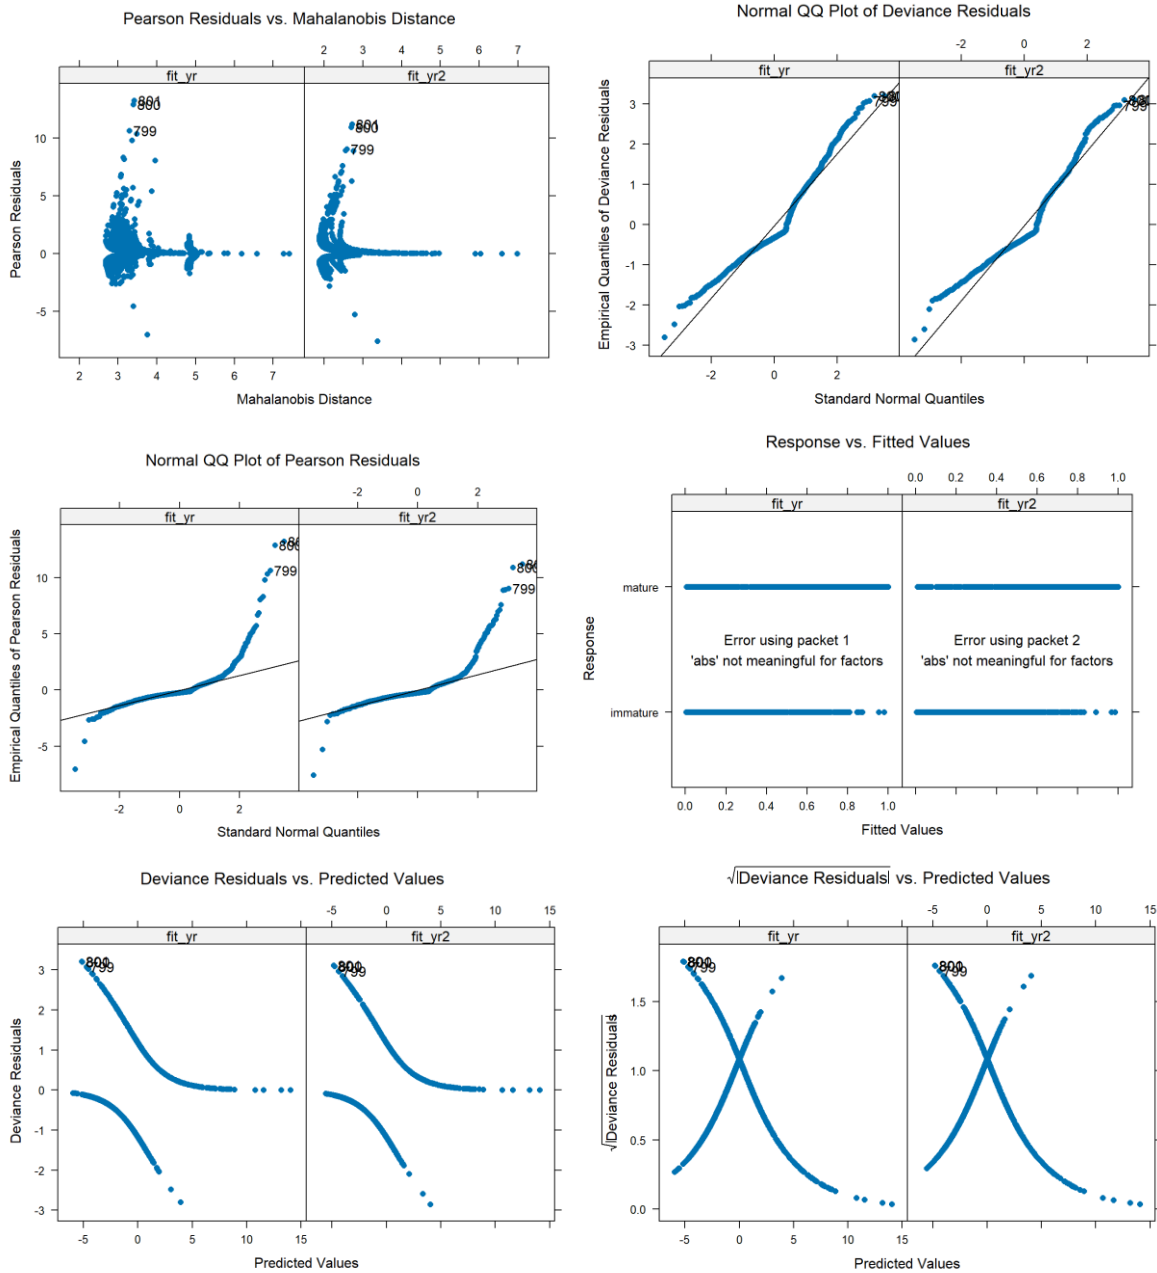 Pearson Residuals vs. Mahalanobis Distance
2 3 4 5 6 7
fit_yr fit_yr2
801
800
799
801
800
799
10
5
0
-5
Pearson Residuals
2 3 4 5 6 7
Mahalanobis Distance
Normal QQ Plot of Deviance Residuals
-2 0 2
fit_yr fit_yr2
799
799
3
2
1
0
-1
-2
-3
Empirical Quantiles of Deviance Residuals
-2 0 2
Standard Normal Quantiles
Normal QQ Plot of Pearson Residuals
-2 0 2
fit_yr fit_yr2
800
799
800
799
10
5
0
-5
Empirical Quantiles of Pearson Residuals
-2 0 2
Standard Normal Quantiles
Response vs. Fitted Values
0.0 0.2 0.4 0.6 0.8 1.0
fit_yr fit_yr2
mature
Error using packet 1
'abs' not meaningful for factors
Error using packet 2
'abs' not meaningful for factors
immature
Response
0.0 0.2 0.4 0.6 0.8 1.0
Fitted Values
Deviance Residuals vs. Predicted Values
-5 0 5 10 15
fit_yr fit_yr2
799
799
3
2
1
0
-1
-2
-3
Deviance Residuals
-5 0 5 10 15
Predicted Values
√|Deviance Residuals| vs. Predicted Values
-5 0 5 10 15
fit_yr fit_yr2
799
799
1.5
1.0
0.5
0.0
√|Deviance Residuals|
-5 0 5 10 15
Predicted Values